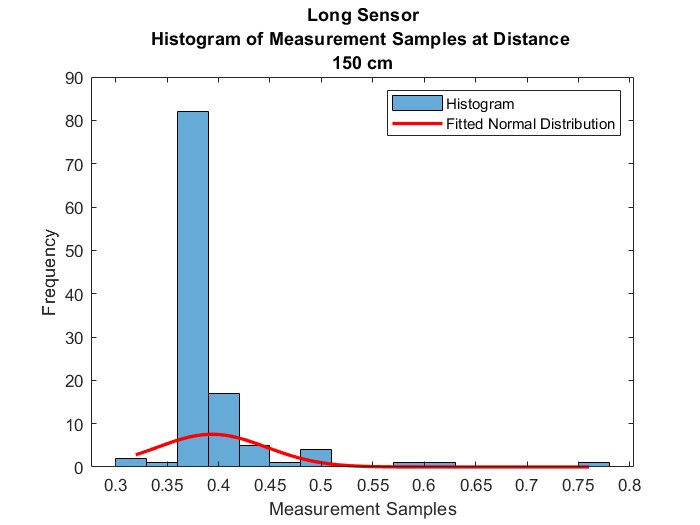 Long Sensor
Histogram of Measurement Samples at Distance
150 cm
90
80
70
60
50
40
30
20
10
0
Frequency
Histogram
Fitted Normal Distribution
0.3 0.35 0.4 0.45 0.5 0.55 0.6 0.65 0.7 0.75 0.8
Measurement Samples